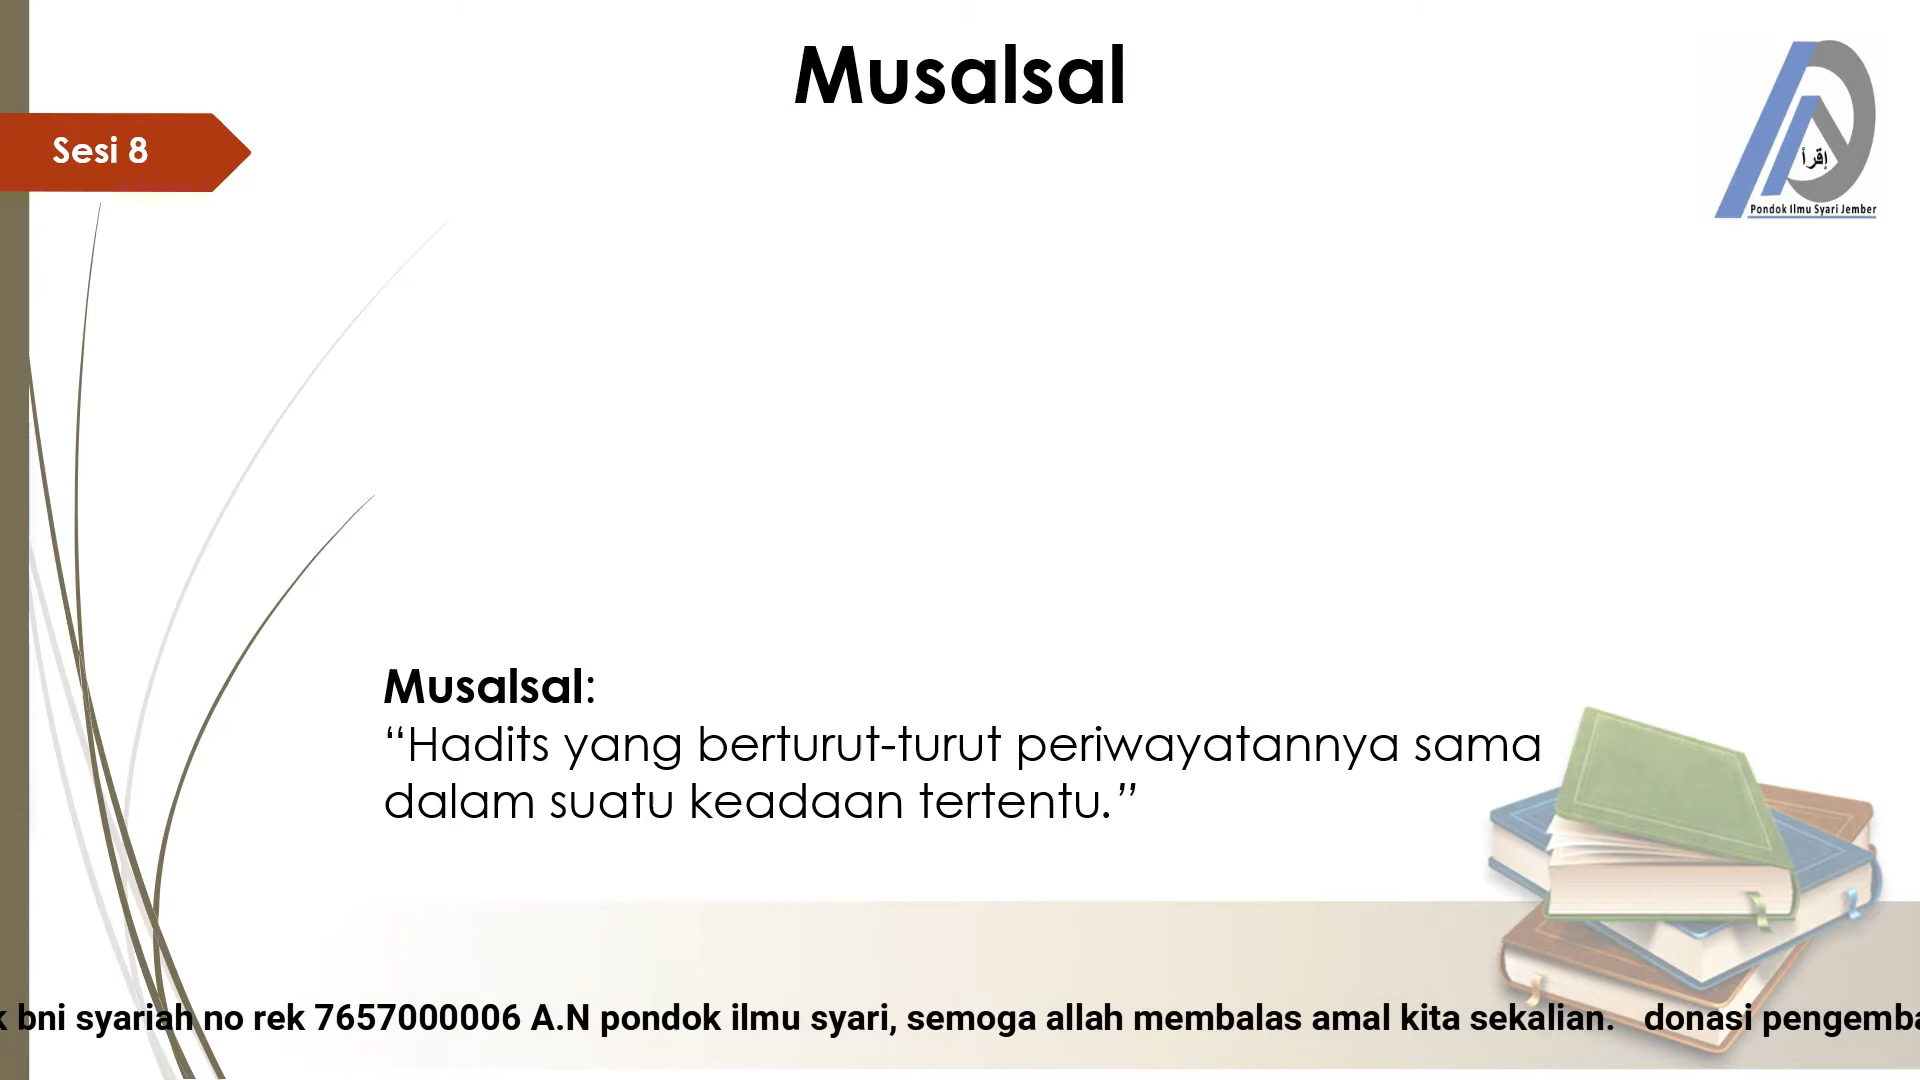 Musalsal
Sesi 8
إقرأ
Pondok Ilmu Syari Jember
Musalsal:
“Hadits yang berturut-turut periwayatannya sama
dalam suatu keadaan tertentu.”
bni syariah no rek 7657000006 A.N pondok ilmu syari, semoga allah membalas amal kita sekalian. donasi